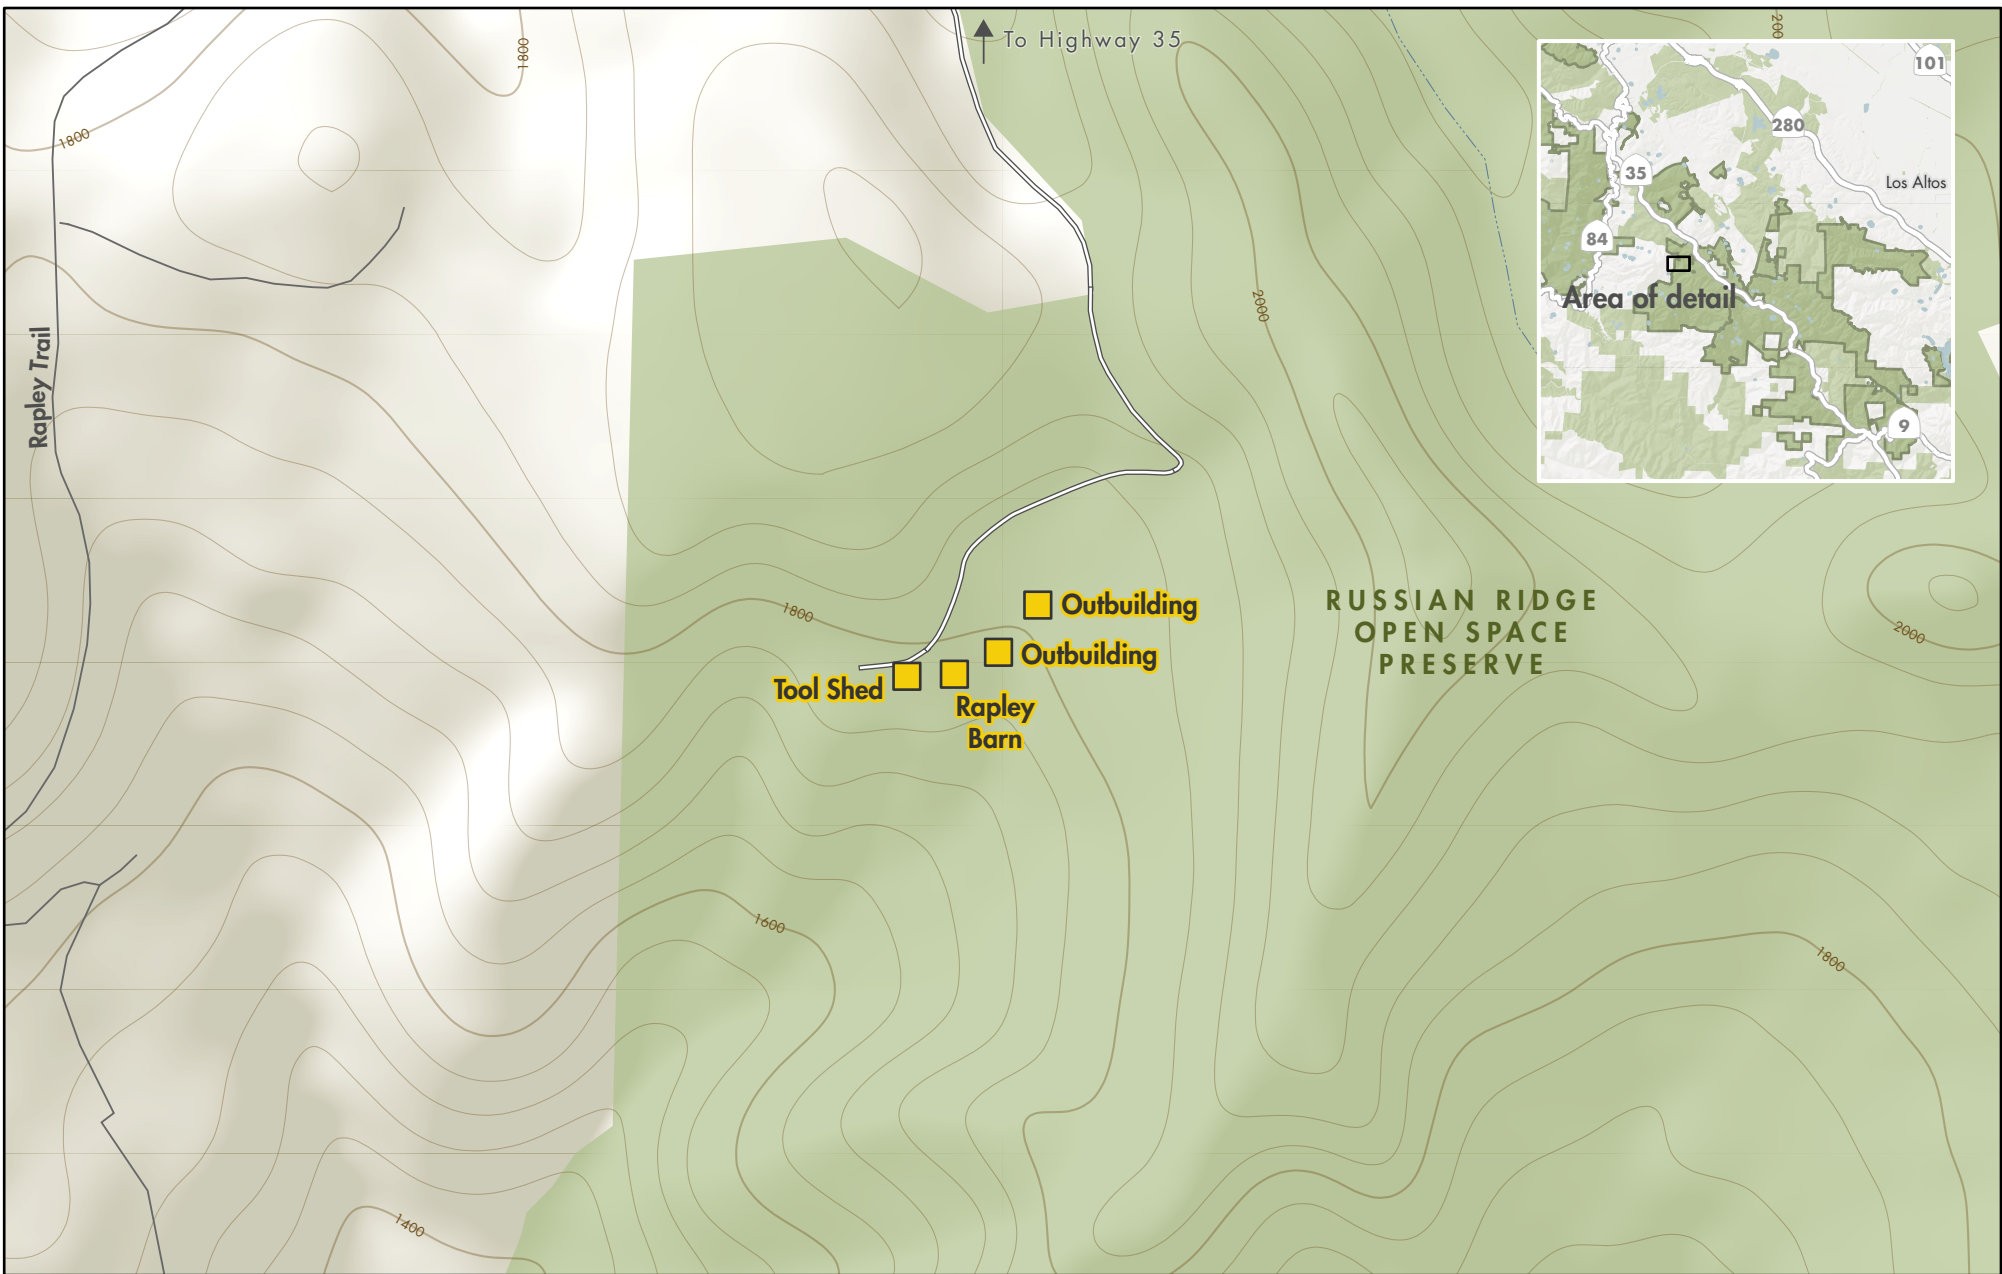 To Highway 35
1800
200
101
280
35
Los Altos
84
Area of detail
9
1800
2000
Rapley Trail
1800
Outbuilding
Outbuilding
Tool Shed
Rapley
Barn
RUSSIAN RIDGE
OPEN SPACE
PRESERVE
2000
1600
1800
1400